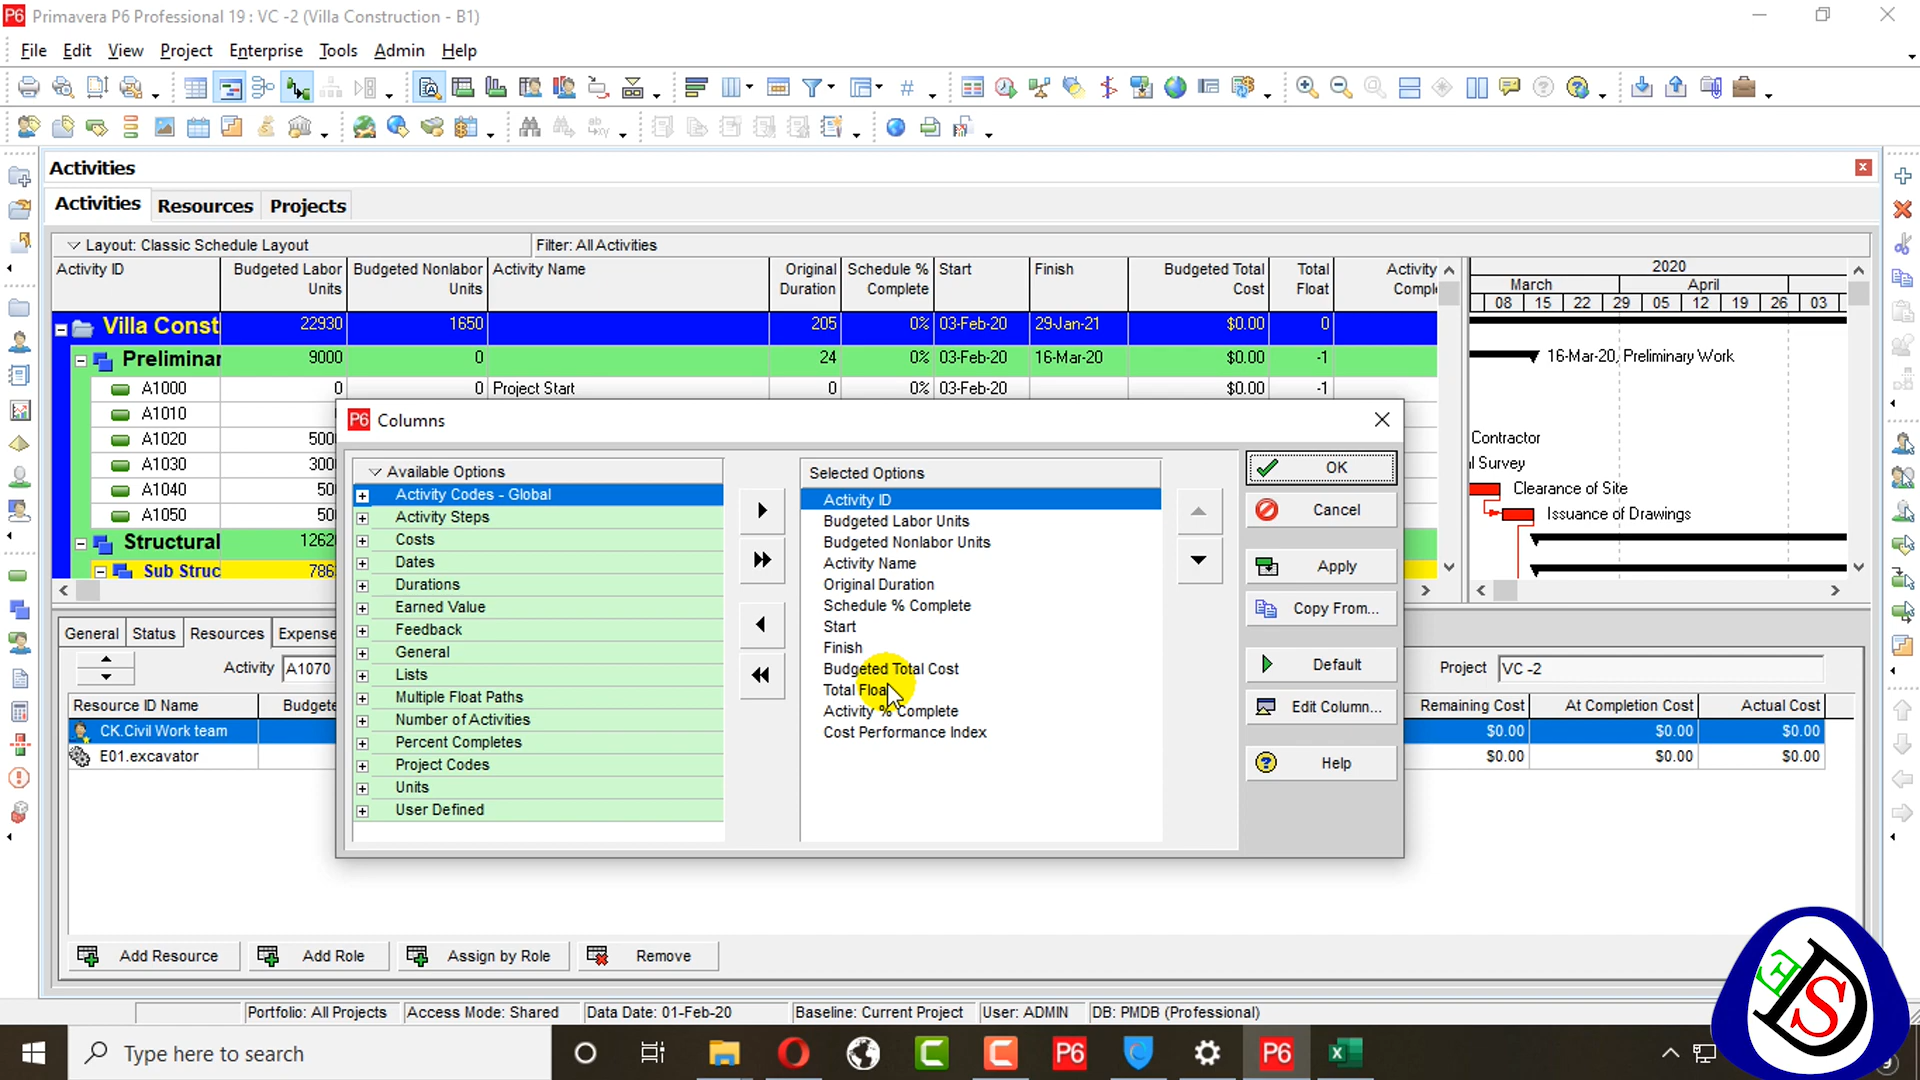 Primavera P6 Professional 19 : VC -2 (Villa Construction - B1)
File Edit View Project Enterprise Tools Admin Help
Activities
Activities Resources Projects
Layout: Classic Schedule Layout Filter: All Activities
Activity ID Budgeted Labor Units Budgeted Nonlabor Units Activity Name Original Duration Schedule % Complete Start Finish Budgeted Total Cost Total Float Activity
2020
March April
08 15 22 29 05 12 19 26 03
Villa Const 22930 1650 205 0% 03-Feb-20 29-Jan-21 $0.00 0
Preliminar 9000 0 24 0% 03-Feb-20 16-Mar-20 $0.00 -1 16-Mar-20, Preliminary Work
A1000 0 0 Project Start 0 0% 03-Feb-20 $0.00 -1
A1010
A1020 500 Contractor
A1030 3000 Survey
A1040 50 Clearance of Site
A1050 50 Issuance of Drawings
Structural 1262
Sub Struc 786
P6 Columns
Available Options
Activity Codes - Global
Activity Steps
Costs
Dates
Durations
Earned Value
Feedback
General
Lists
Multiple Float Paths
Number of Activities
Percent Completes
Project Codes
Units
User Defined
Selected Options
Activity ID
Budgeted Labor Units
Budgeted Nonlabor Units
Activity Name
Original Duration
Schedule % Complete
Start
Finish
Budgeted Total Cost
Total Float
Activity % Complete
Cost Performance Index
OK
Cancel
Apply
Copy From...
Default
Edit Column...
Help
General Status Resources Expense
Activity A1070 Project VC -2
Resource ID Name Budgete Remaining Cost At Completion Cost Actual Cost
CK.Civil Work team $0.00 $0.00 $0.00
E01.excavator $0.00 $0.00 $0.00
Add Resource Add Role Assign by Role Remove
Portfolio: All Projects Access Mode: Shared Data Date: 01-Feb-20 Baseline: Current Project User: ADMIN DB: PMDB (Professional)
Type here to search P6 P6